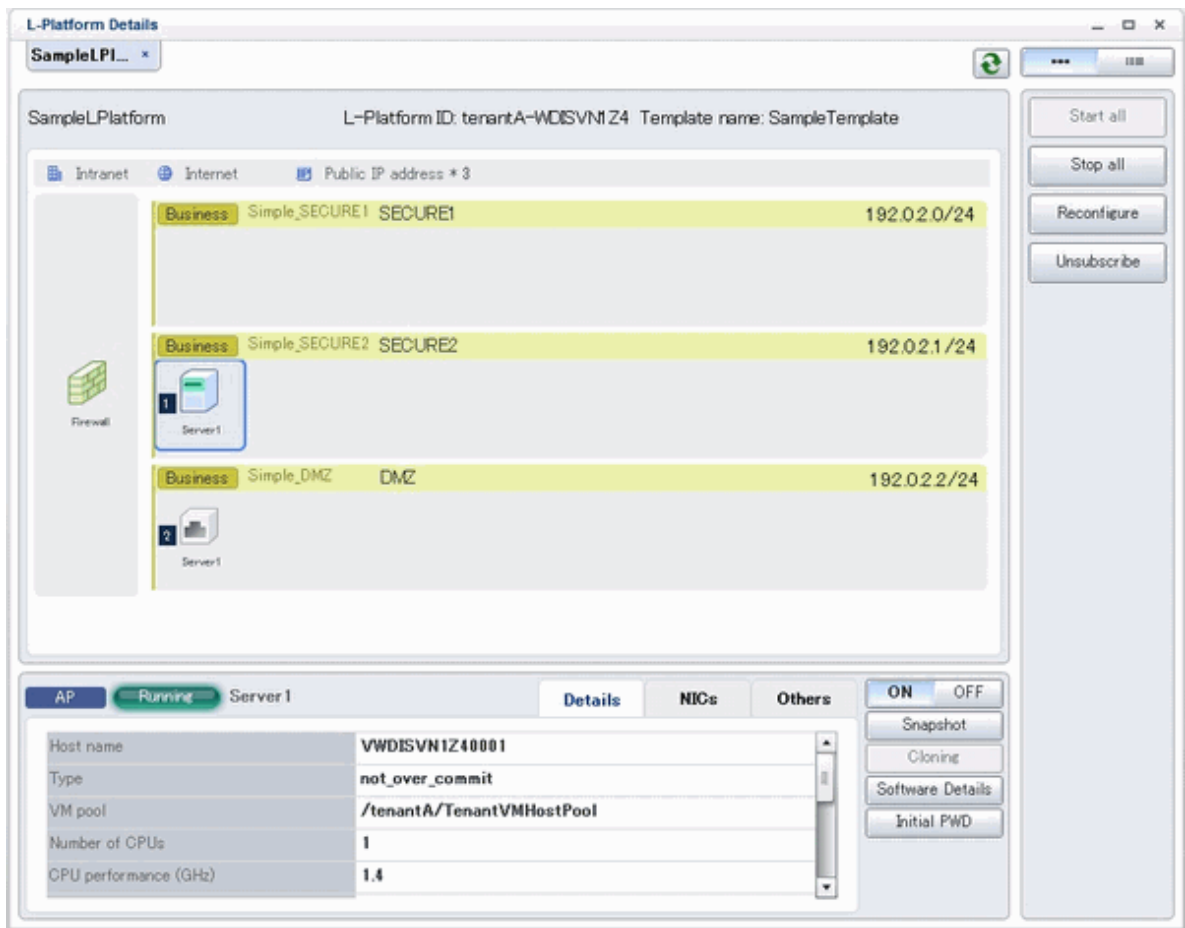 L-Platform Details
SampleLPl... ×
SampleLPlatform L-Platform ID: tenantA-WDISVN1Z4 Template name: SampleTemplate
Start all
Stop all
Reconfigure
Unsubscribe
Intranet Internet Public IP address * 3
Business Simple_SECURE1 SECURE1 192.0.2.0/24
Business Simple_SECURE2 SECURE2 192.0.2.1/24
1
Server1
Firewall
Business Simple_DMZ DMZ 192.0.2.2/24
2
Server1
AP Running Server1 Details NICs Others
Host name VWDISVN1Z40001
Type not_over_commit
VM pool /tenantA/TenantVMHostPool
Number of CPUs 1
CPU performance (GHz) 1.4
ON OFF
Snapshot
Cloning
Software Details
Initial PWD